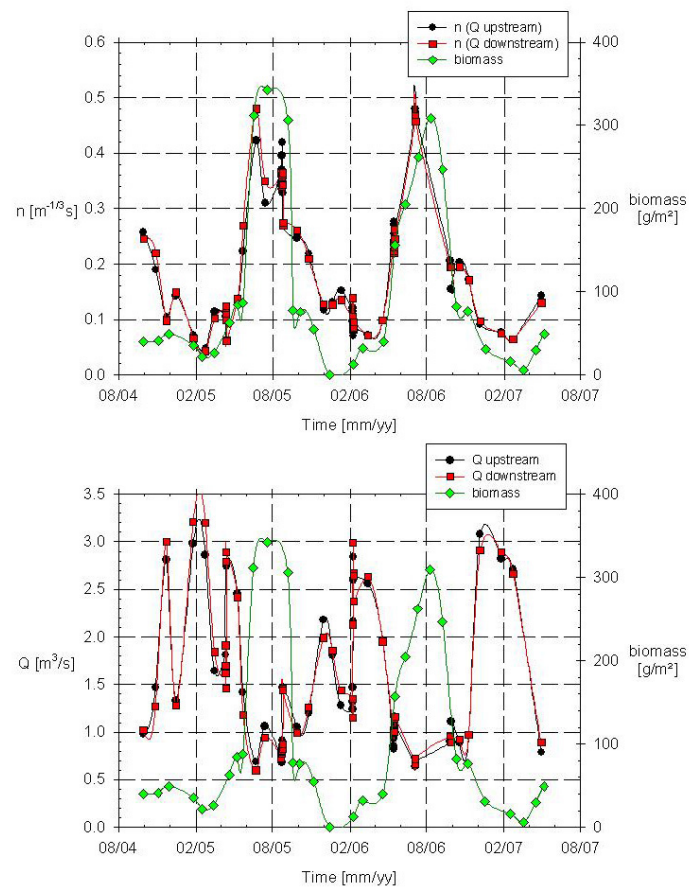 n (Q upstream)
n (Q downstream)
biomass
0.6
0.5
0.4
0.3
0.2
0.1
0.0
n [m⁻¹/³s]
400
300
200
100
0
biomass
[g/m²]
08/04
02/05
08/05
02/06
08/06
02/07
08/07
Time [mm/yy]
Q upstream
Q downstream
biomass
3.5
3.0
2.5
2.0
1.5
1.0
0.5
0.0
Q [m³/s]
400
300
200
100
0
biomass
[g/m²]
08/04
02/05
08/05
02/06
08/06
02/07
08/07
Time [mm/yy]